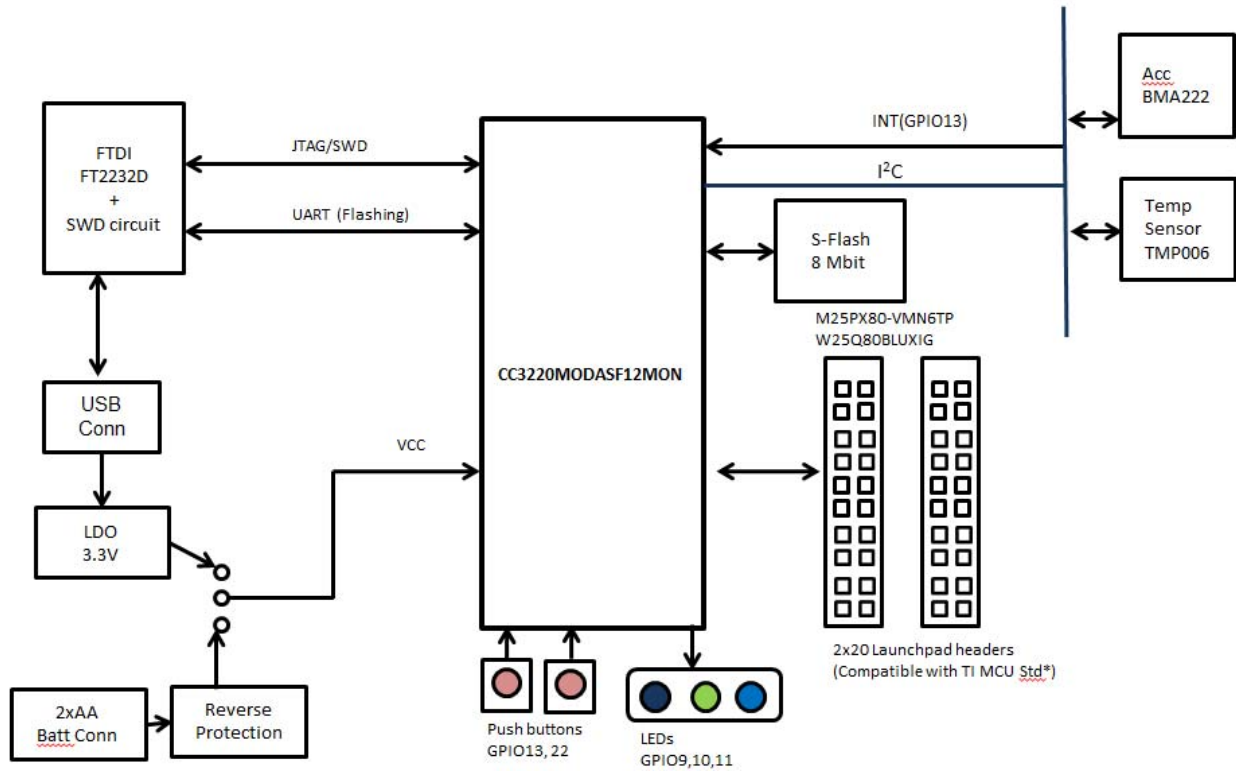 FTDI
FT2232D
+
SWD circuit
JTAG/SWD
UART (Flashing)
USB
Conn
LDO
3.3V
2xAA
Batt Conn
Reverse
Protection
VCC
CC3220MODASF12MON
Push buttons
GPIO13, 22
LEDs
GPIO9,10,11
INT(GPIO13)
I²C
S-Flash
8 Mbit
M25PX80-VMN6TP
W25Q80BLUXIG
2x20 Launchpad headers
(Compatible with TI MCU Std*)
Acc
BMA222
Temp
Sensor
TMP006